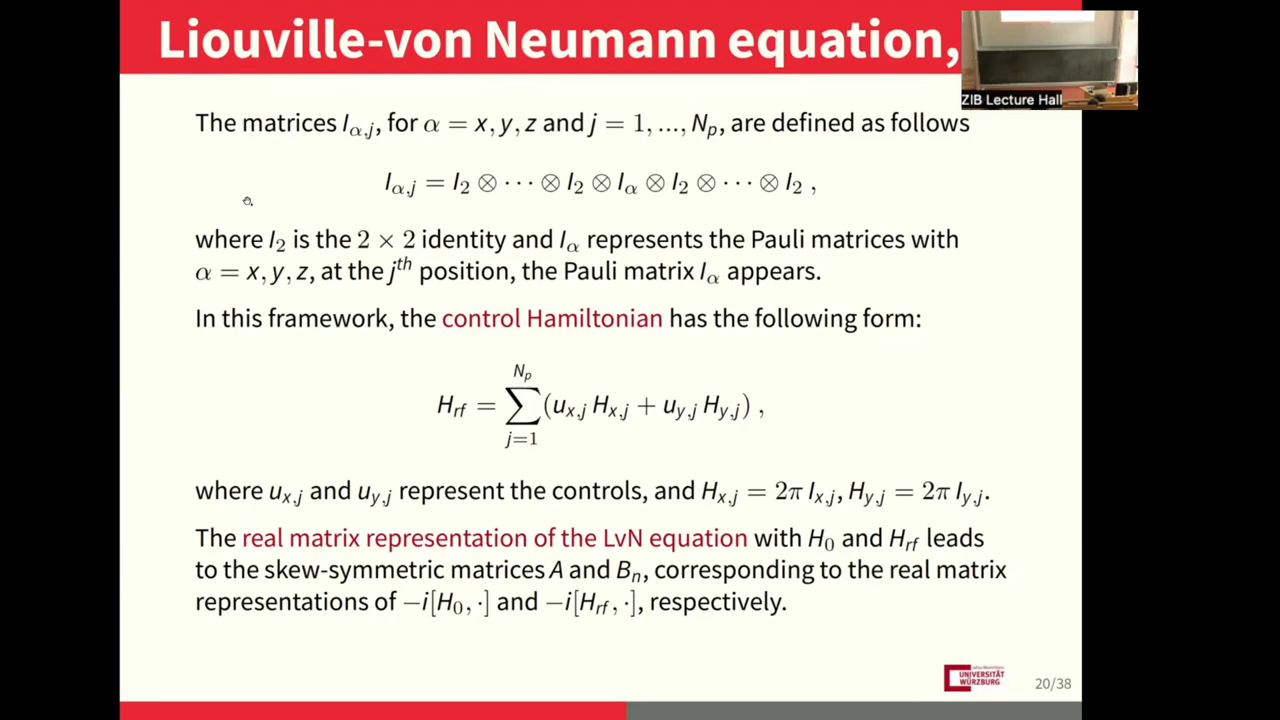 Liouville-von Neumann equation,
ZIB Lecture Hall
The matrices I_{α,j}, for α = x, y, z and j = 1, ..., N_p, are defined as follows
I_{α,j} = I_2 ⊗ ··· ⊗ I_2 ⊗ I_α ⊗ I_2 ⊗ ··· ⊗ I_2 ,
where I_2 is the 2 × 2 identity and I_α represents the Pauli matrices with
α = x, y, z, at the j^{th} position, the Pauli matrix I_α appears.
In this framework, the control Hamiltonian has the following form:
H_{rf} = \sum_{j=1}^{N_p} (u_{x,j} H_{x,j} + u_{y,j} H_{y,j}) ,
where u_{x,j} and u_{y,j} represent the controls, and H_{x,j} = 2π I_{x,j}, H_{y,j} = 2π I_{y,j}.
The real matrix representation of the LvN equation with H_0 and H_{rf} leads
to the skew-symmetric matrices A and B_n, corresponding to the real matrix
representations of −i[H_0, ·] and −i[H_{rf}, ·], respectively.
UNIVERSITÄT
WÜRZBURG
20/38